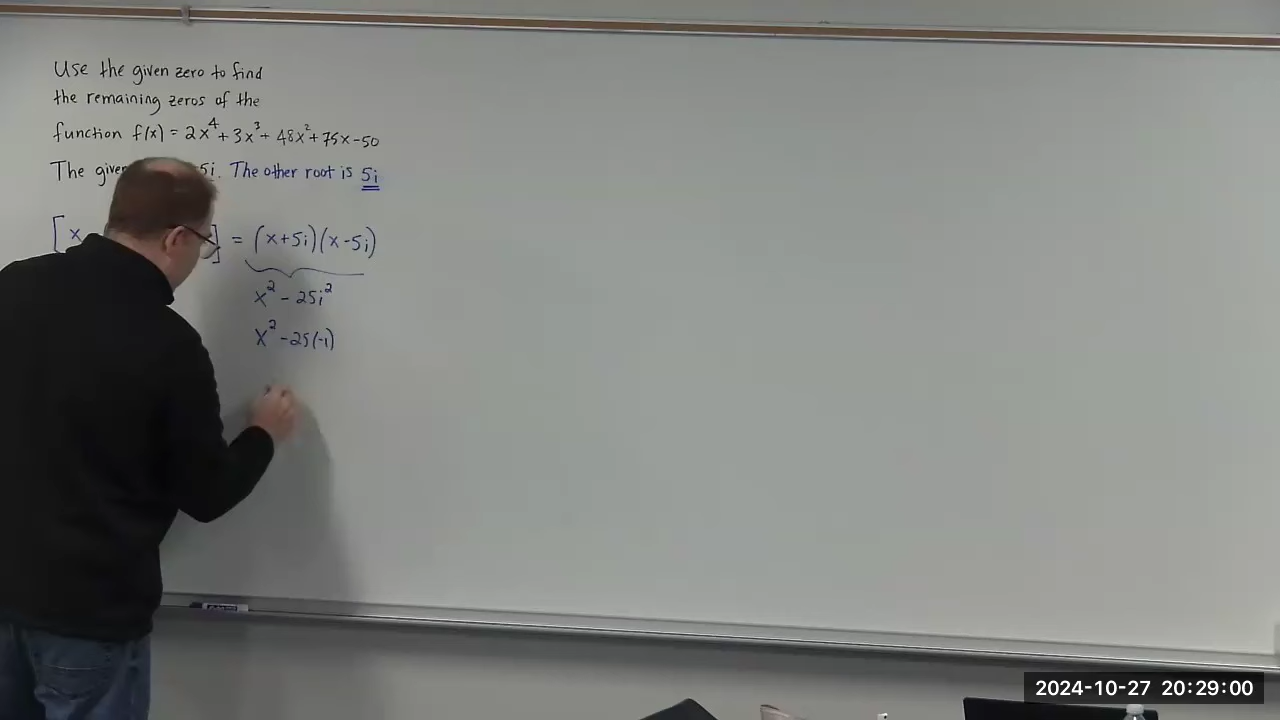 Use the given zero to find
the remaining zeros of the
function f(x) = 2x⁴ + 3x³ + 48x² + 75x - 50
The given 5i. The other root is 5i
[x ] = (x+5i)(x-5i)
x² - 25i²
x² - 25(-1)
2024-10-27 20:29:00